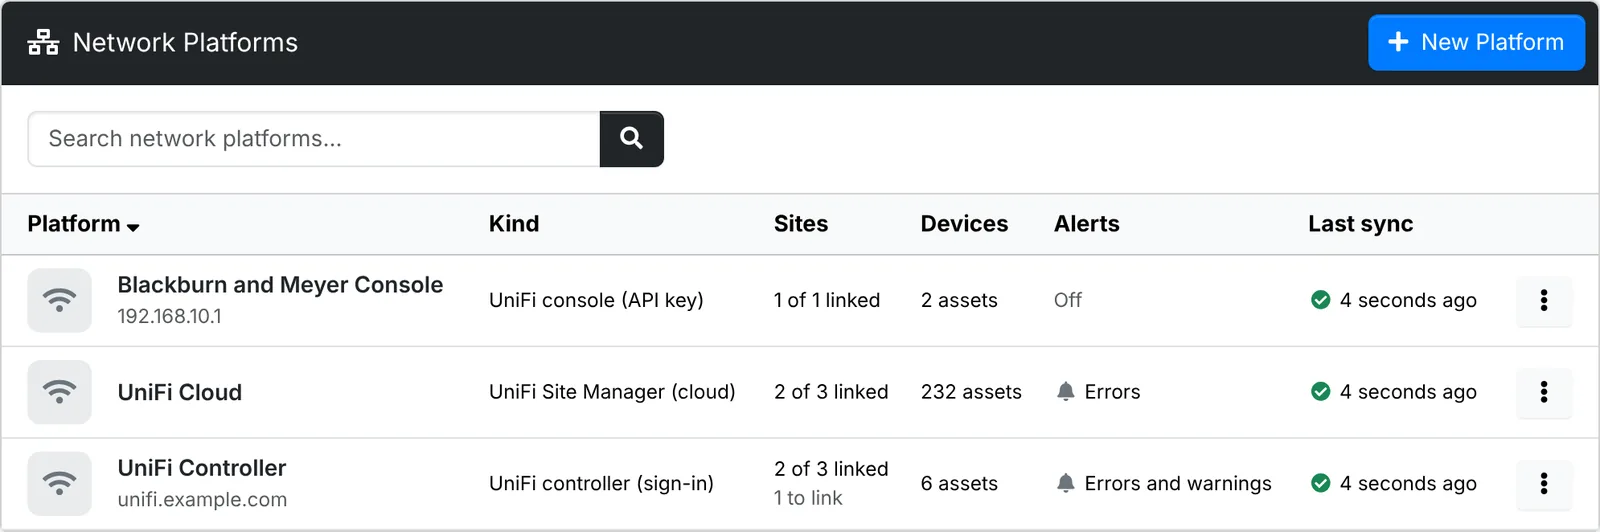 Network Platforms
New Platform
Search network platforms...
Platform Kind Sites Devices Alerts Last sync
Blackburn and Meyer Console
192.168.10.1
UniFi console (API key) 1 of 1 linked 2 assets Off 4 seconds ago
UniFi Cloud UniFi Site Manager (cloud) 2 of 3 linked 232 assets Errors 4 seconds ago
UniFi Controller
unifi.example.com
UniFi controller (sign-in)
2 of 3 linked
1 to link
6 assets Errors and warnings 4 seconds ago